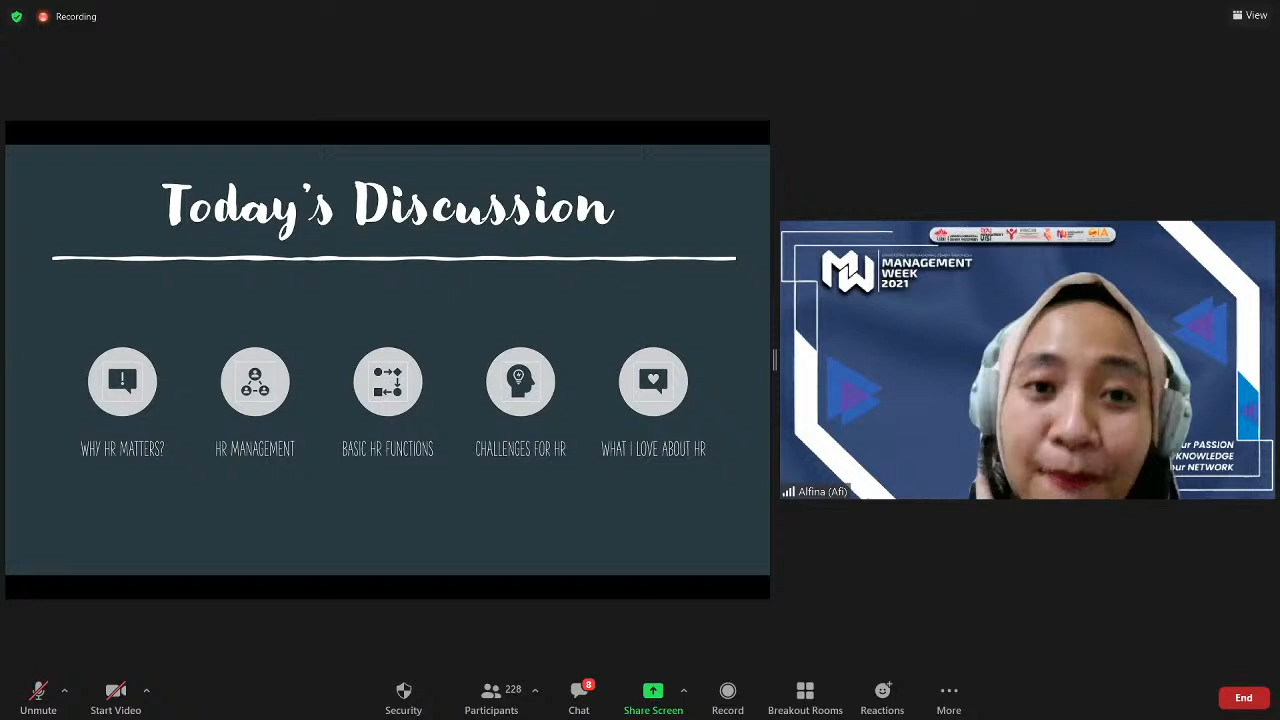 Recording
View
Today's Discussion
WHY HR MATTERS?
HR MANAGEMENT
BASIC HR FUNCTIONS
CHALLENGES FOR HR
WHAT I LOVE ABOUT HR
MW
MANAGEMENT
WEEK
2021
ur PASSION
KNOWLEDGE
our NETWORK
Alfina (Afi)
Unmute
Start Video
Security
228
Participants
8
Chat
Share Screen
Record
Breakout Rooms
Reactions
More
End